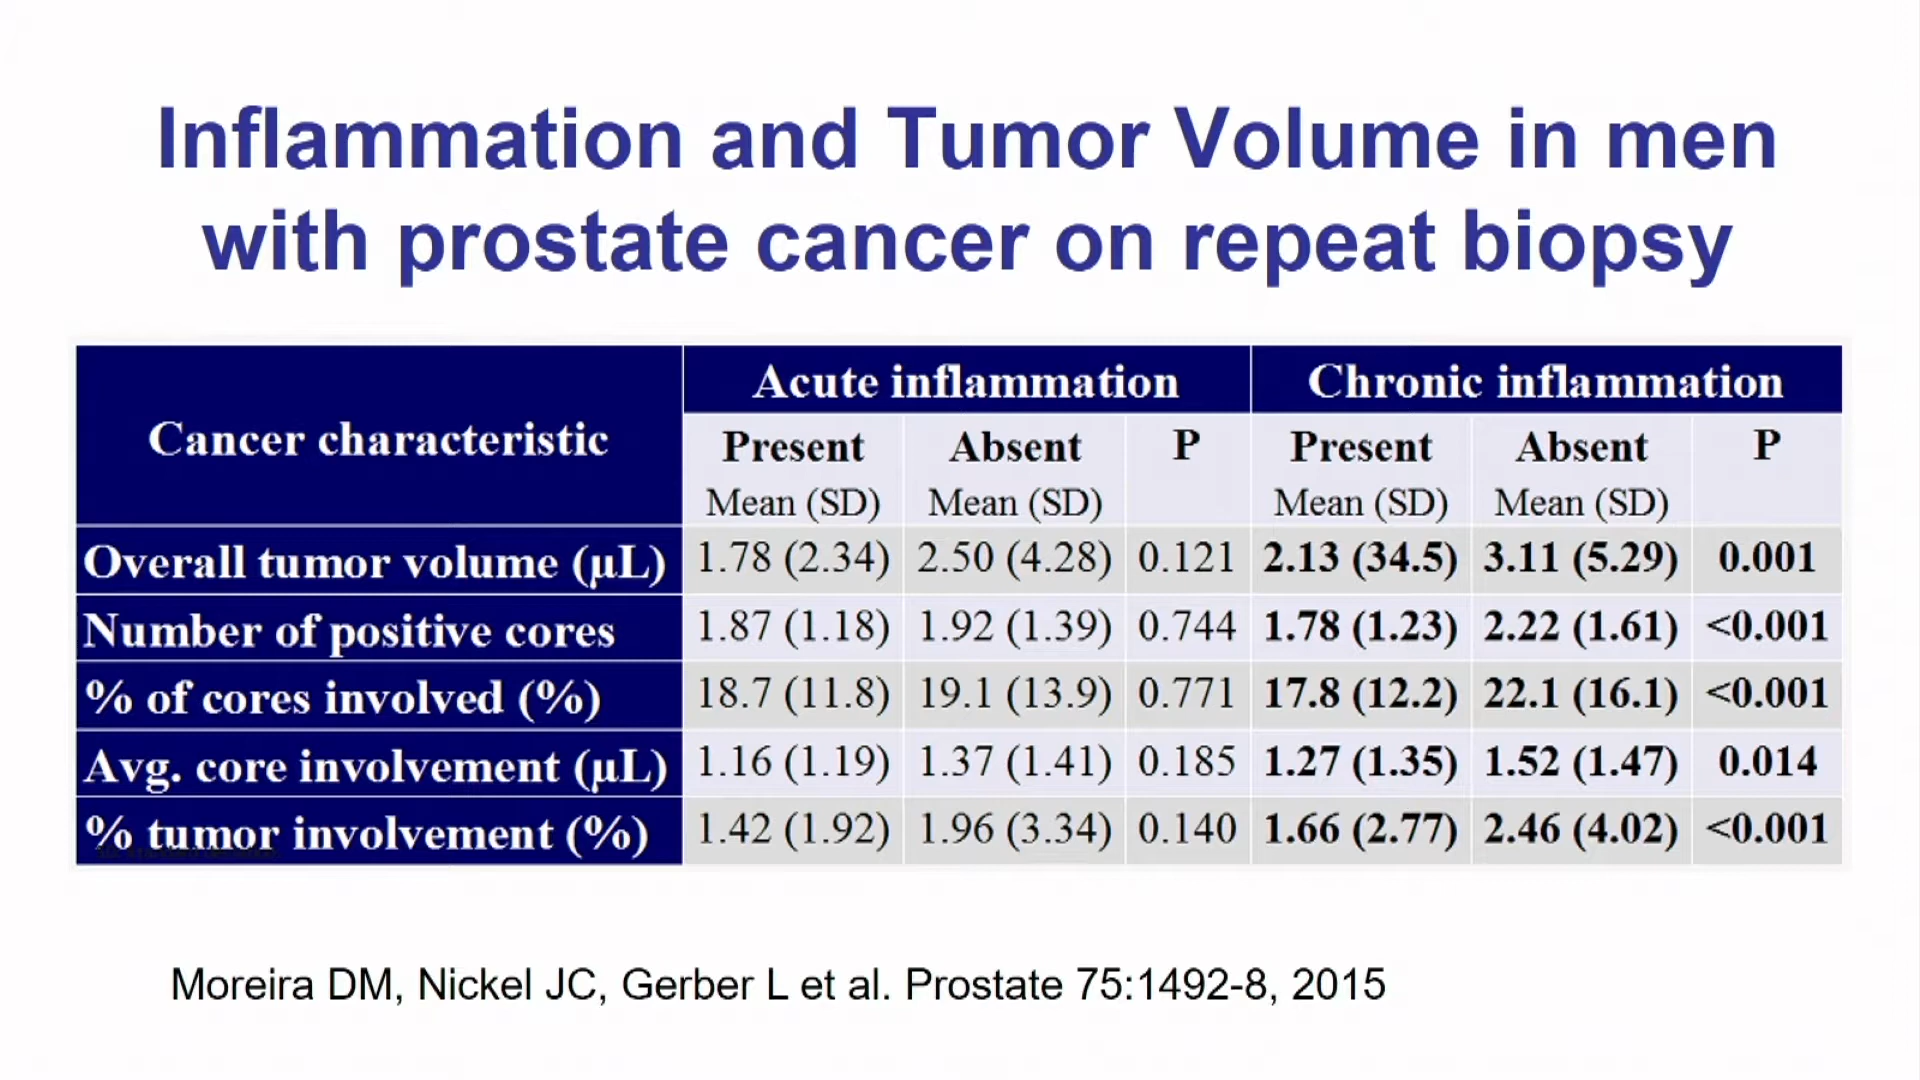 Inflammation and Tumor Volume in men
with prostate cancer on repeat biopsy
Cancer characteristic Acute inflammation Chronic inflammation
Present Absent P Present Absent P
Mean (SD) Mean (SD) Mean (SD) Mean (SD)
Overall tumor volume (µL) 1.78 (2.34) 2.50 (4.28) 0.121 2.13 (34.5) 3.11 (5.29) 0.001
Number of positive cores 1.87 (1.18) 1.92 (1.39) 0.744 1.78 (1.23) 2.22 (1.61) <0.001
% of cores involved (%) 18.7 (11.8) 19.1 (13.9) 0.771 17.8 (12.2) 22.1 (16.1) <0.001
Avg. core involvement (µL) 1.16 (1.19) 1.37 (1.41) 0.185 1.27 (1.35) 1.52 (1.47) 0.014
% tumor involvement (%) 1.42 (1.92) 1.96 (3.34) 0.140 1.66 (2.77) 2.46 (4.02) <0.001
Moreira DM, Nickel JC, Gerber L et al. Prostate 75:1492-8, 2015